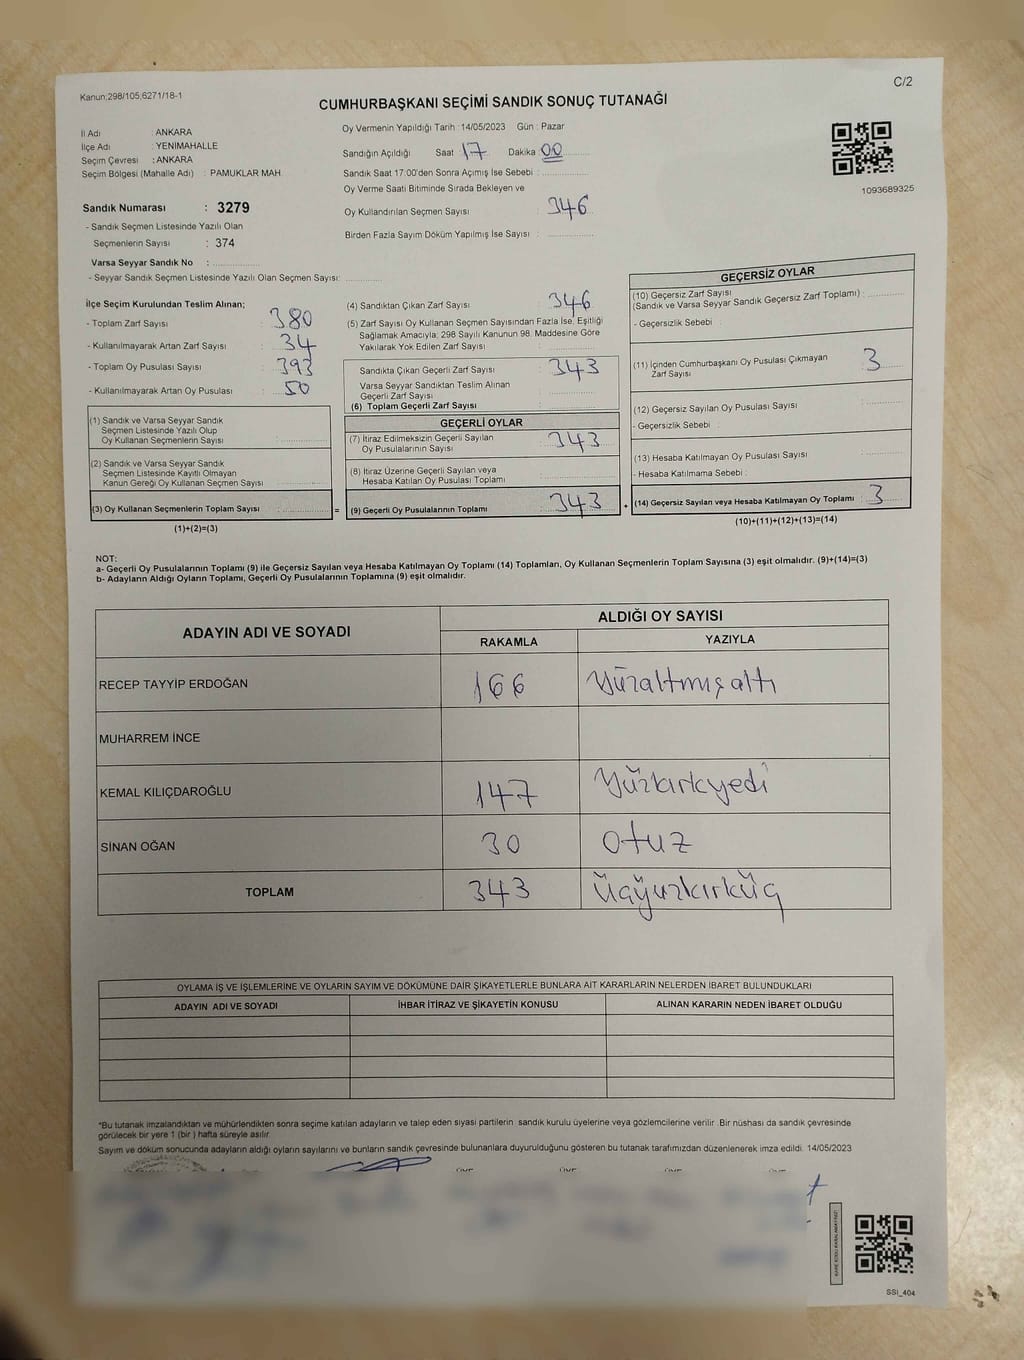 C/2
Kanun;298/105,6271/18-1
CUMHURBAŞKANI SEÇİMİ SANDIK SONUÇ TUTANAĞI
İl Adı : ANKARA
İlçe Adı : YENİMAHALLE
Seçim Çevresi : ANKARA
Seçim Bölgesi (Mahalle Adı) : PAMUKLAR MAH.
Oy Vermenin Yapıldığı Tarih :14/05/2023 Gün : Pazar
Sandığın Açıldığı Saat 17 Dakika 00
Sandık Saat 17:00'den Sonra Açımış İse Sebebi :
Oy Verme Saati Bitiminde Sırada Bekleyen ve
Oy Kullandırılan Seçmen Sayısı : 346
Birden Fazla Sayım Döküm Yapılmış İse Sayısı :
1093689325
Sandık Numarası : 3279
- Sandık Seçmen Listesinde Yazılı Olan
Seçmenlerin Sayısı : 374
Varsa Seyyar Sandık No :
- Seyyar Sandık Seçmen Listesinde Yazılı Olan Seçmen Sayısı:
İlçe Seçim Kurulundan Teslim Alınan;
- Toplam Zarf Sayısı : 380
- Kullanılmayarak Artan Zarf Sayısı : 34
- Toplam Oy Pusulası Sayısı : 393
- Kullanılmayarak Artan Oy Pusulası : 50
(1) Sandık ve Varsa Seyyar Sandık
Seçmen Listesinde Yazılı Olup
Oy Kullanan Seçmenlerin Sayısı :
(2) Sandık ve Varsa Seyyar Sandık
Seçmen Listesinde Kayıtlı Olmayan
Kanun Gereği Oy Kullanan Seçmen Sayısı :
(3) Oy Kullanan Seçmenlerin Toplam Sayısı :
(1)+(2)=(3)
(4) Sandıktan Çıkan Zarf Sayısı : 346
(5) Zarf Sayısı Oy Kullanan Seçmen Sayısından Fazla İse, Eşitliği
Sağlamak Amacıyla; 298 Sayılı Kanunun 98. Maddesine Göre
Yakılarak Yok Edilen Zarf Sayısı :
Sandıkta Çıkan Geçerli Zarf Sayısı : 343
Varsa Seyyar Sandıktan Teslim Alınan
Geçerli Zarf Sayısı :
(6) Toplam Geçerli Zarf Sayısı :
GEÇERLİ OYLAR
(7) İtiraz Edilmeksizin Geçerli Sayılan
Oy Pusulalarının Sayısı : 343
(8) İtiraz Üzerine Geçerli Sayılan veya
Hesaba Katılan Oy Pusulası Toplamı :
= (9) Geçerli Oy Pusulalarının Toplamı : 343 +
GEÇERSİZ OYLAR
(10) Geçersiz Zarf Sayısı
(Sandık ve Varsa Seyyar Sandık Geçersiz Zarf Toplamı) :
- Geçersizlik Sebebi :
(11) İçinden Cumhurbaşkanı Oy Pusulası Çıkmayan
Zarf Sayısı : 3
(12) Geçersiz Sayılan Oy Pusulası Sayısı :
- Geçersizlik Sebebi :
(13) Hesaba Katılmayan Oy Pusulası Sayısı :
- Hesaba Katılmama Sebebi :
(14) Geçersiz Sayılan veya Hesaba Katılmayan Oy Toplamı : 3
(10)+(11)+(12)+(13)=(14)
NOT:
a- Geçerli Oy Pusulalarının Toplamı (9) ile Geçersiz Sayılan veya Hesaba Katılmayan Oy Toplamı (14) Toplamları, Oy Kullanan Seçmenlerin Toplam Sayısına (3) eşit olmalıdır. (9)+(14)=(3)
b- Adayların Aldığı Oyların Toplamı, Geçerli Oy Pusulalarının Toplamına (9) eşit olmalıdır.
ADAYIN ADI VE SOYADI ALDIĞI OY SAYISI
RAKAMLA YAZIYLA
RECEP TAYYİP ERDOĞAN 166 yüzaltmışaltı
MUHARREM İNCE
KEMAL KILIÇDAROĞLU 147 yüzkırkyedi
SİNAN OĞAN 30 otuz
TOPLAM 343 üçyüzkırküç
OYLAMA İŞ VE İŞLEMLERİNE VE OYLARIN SAYIM VE DÖKÜMÜNE DAİR ŞİKAYETLERLE BUNLARA AİT KARARLARIN NELERDEN İBARET BULUNDUKLARI
ADAYIN ADI VE SOYADI İHBAR İTİRAZ VE ŞİKAYETİN KONUSU ALINAN KARARIN NEDEN İBARET OLDUĞU
*Bu tutanak imzalandıktan ve mühürlendikten sonra seçime katılan adayların ve talep eden siyasi partilerin sandık kurulu üyelerine veya gözlemcilerine verilir. Bir nüshası da sandık çevresinde
görülecek bir yere 1 (bir ) hafta süreyle asılır.
Sayım ve döküm sonucunda adayların aldığı oyların sayılarını ve bunların sandık çevresinde bulunanlara duyurulduğunu gösteren bu tutanak tarafımızdan düzenlenerek imza edildi. 14/05/2023
SSİ_404